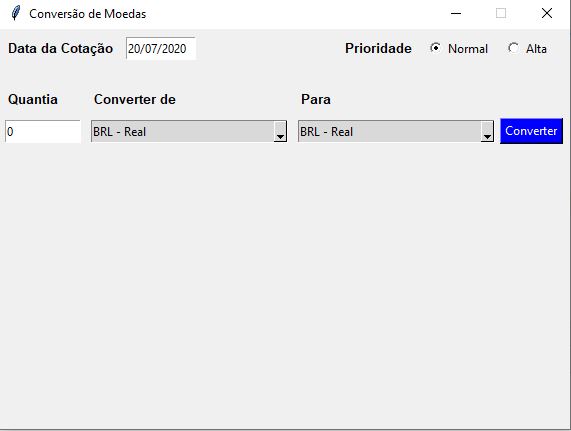 Conversão de Moedas
Data da Cotação 20/07/2020 Prioridade Normal Alta
Quantia Converter de Para
0 BRL - Real BRL - Real Converter